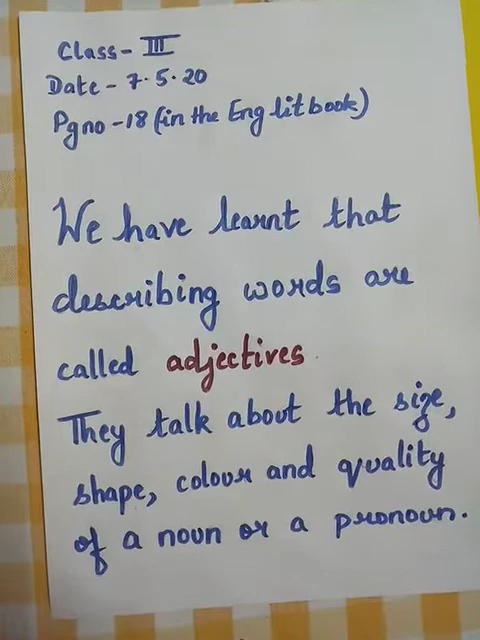 Class- III
Date - 7.5.20
Pg no -18 (in the Eng lit book)
We have learnt that
describing words are
called adjectives.
They talk about the size,
shape, colour and quality
of a noun or a pronoun.